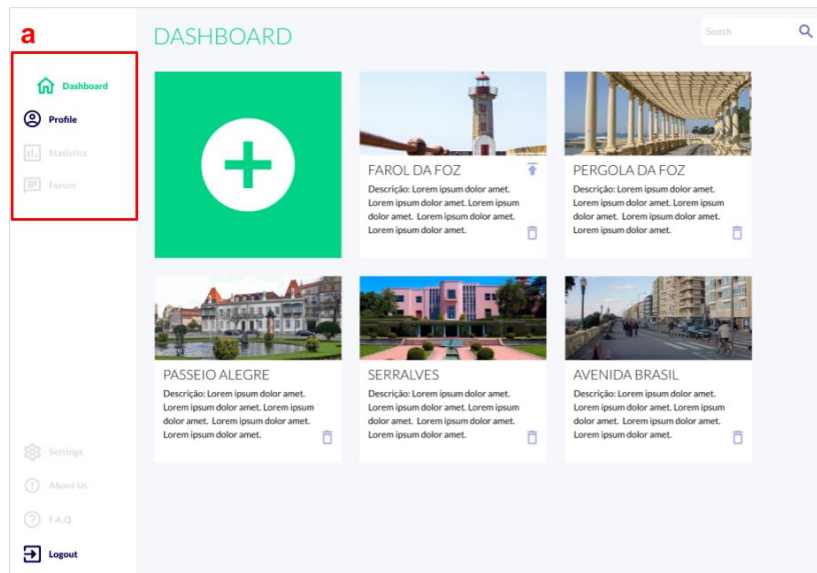 a
DASHBOARD
Search
Dashboard
Profile
Statistics
Forum
FAROL DA FOZ
Descrição: Lorem ipsum dolor amet.
Lorem ipsum dolor amet. Lorem ipsum
dolor amet. Lorem ipsum dolor amet.
Lorem ipsum dolor amet.
PERGOLA DA FOZ
Descrição: Lorem ipsum dolor amet.
Lorem ipsum dolor amet. Lorem ipsum
dolor amet. Lorem ipsum dolor amet.
Lorem ipsum dolor amet.
PASSEIO ALEGRE
Descrição: Lorem ipsum dolor amet.
Lorem ipsum dolor amet. Lorem ipsum
dolor amet. Lorem ipsum dolor amet.
Lorem ipsum dolor amet.
SERRALVES
Descrição: Lorem ipsum dolor amet.
Lorem ipsum dolor amet. Lorem ipsum
dolor amet. Lorem ipsum dolor amet.
Lorem ipsum dolor amet.
AVENIDA BRASIL
Descrição: Lorem ipsum dolor amet.
Lorem ipsum dolor amet. Lorem ipsum
dolor amet. Lorem ipsum dolor amet.
Lorem ipsum dolor amet.
Settings
About Us
F.A.Q.
Logout